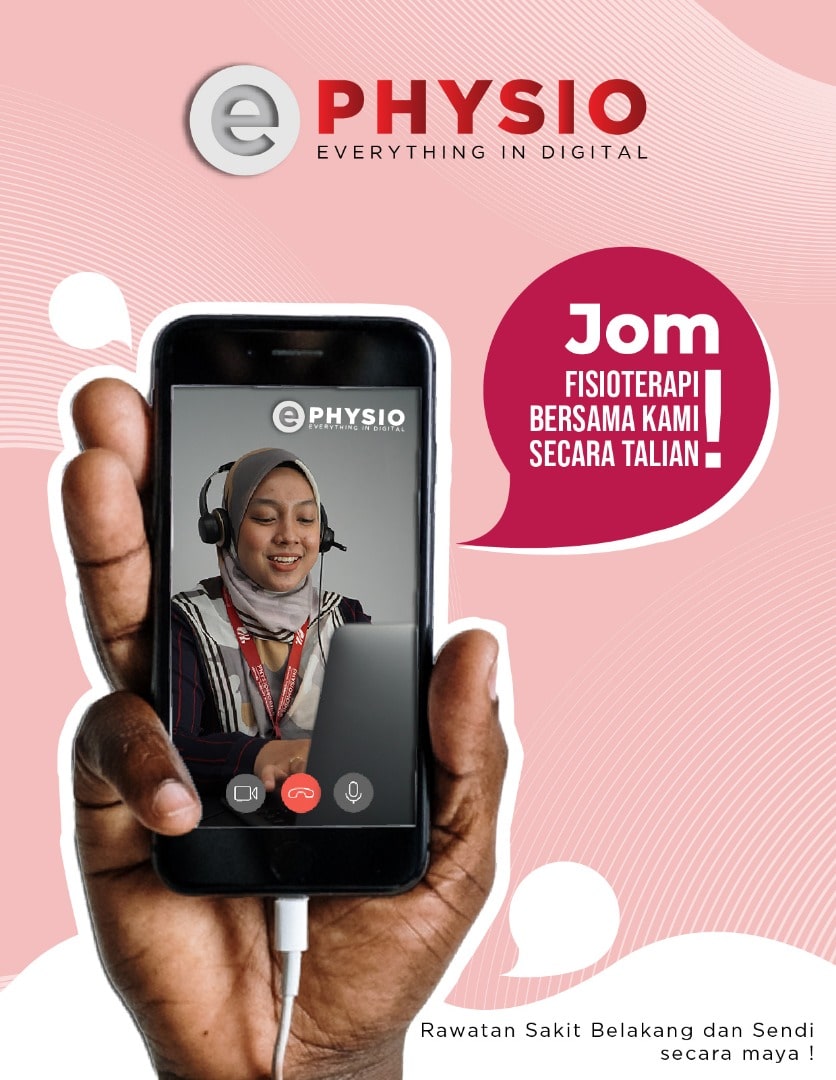 e PHYSIO
EVERYTHING IN DIGITAL
Jom
FISIOTERAPI
BERSAMA KAMI
SECARA TALIAN!
e PHYSIO
EVERYTHING IN DIGITAL
Rawatan Sakit Belakang dan Sendi
secara maya !